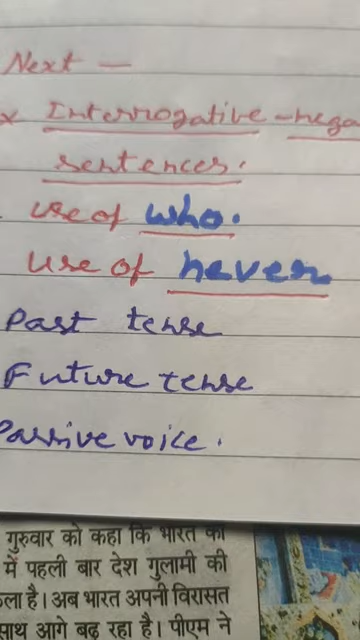 Next —
Interrogative - nega
sentences.
use of who.
use of never
Past tense
Future tense
Passive voice.
गुरुवार को कहा कि भारत की
में पहली बार देश गुलामी की
है। अब भारत अपनी विरासत
साथ आगे बढ़ रहा है। पीएम ने